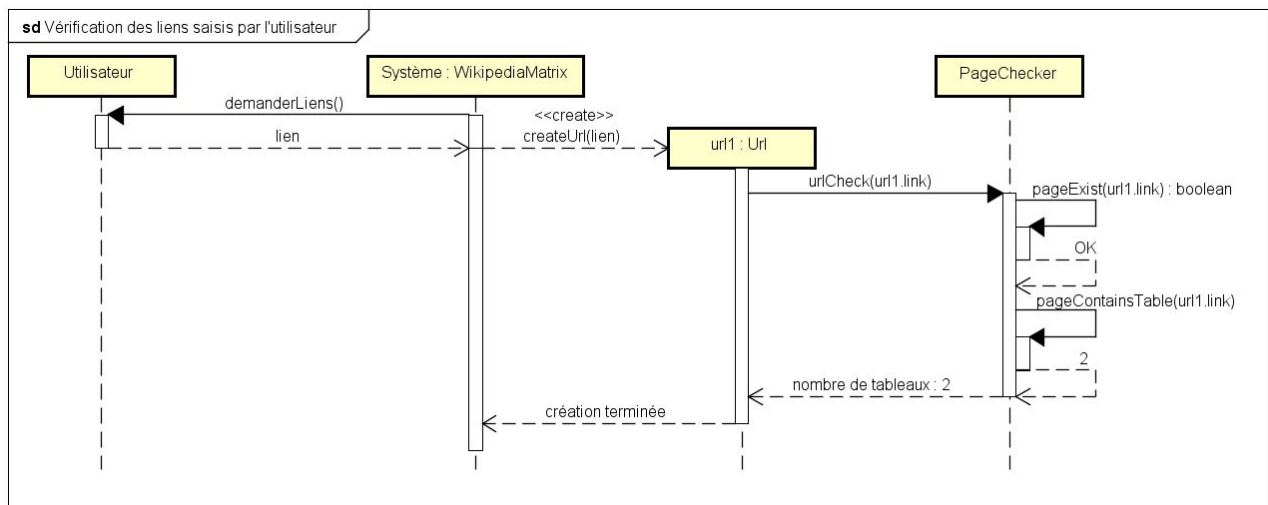 sd Vérification des liens saisis par l'utilisateur
Utilisateur
Système : WikipediaMatrix
PageChecker
demanderLiens()
<<create>>
lien
createUrl(lien)
url1 : Url
urlCheck(url1.link)
pageExist(url1.link) : boolean
OK
pageContainsTable(url1.link)
2
nombre de tableaux : 2
création terminée